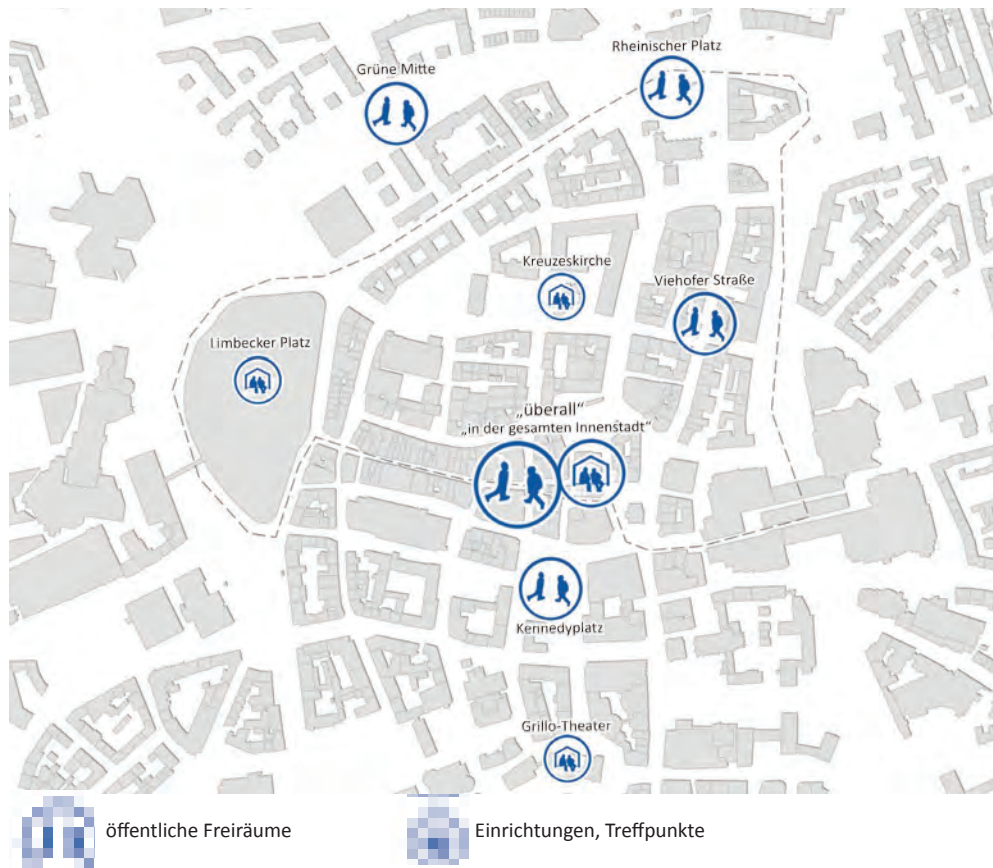 Rheinischer Platz
Grüne Mitte
Kreuzeskirche
Viehofer Straße
Limbecker Platz
„überall“
„in der gesamten Innenstadt“
Kennedyplatz
Grillo-Theater
öffentliche Freiräume
Einrichtungen, Treffpunkte